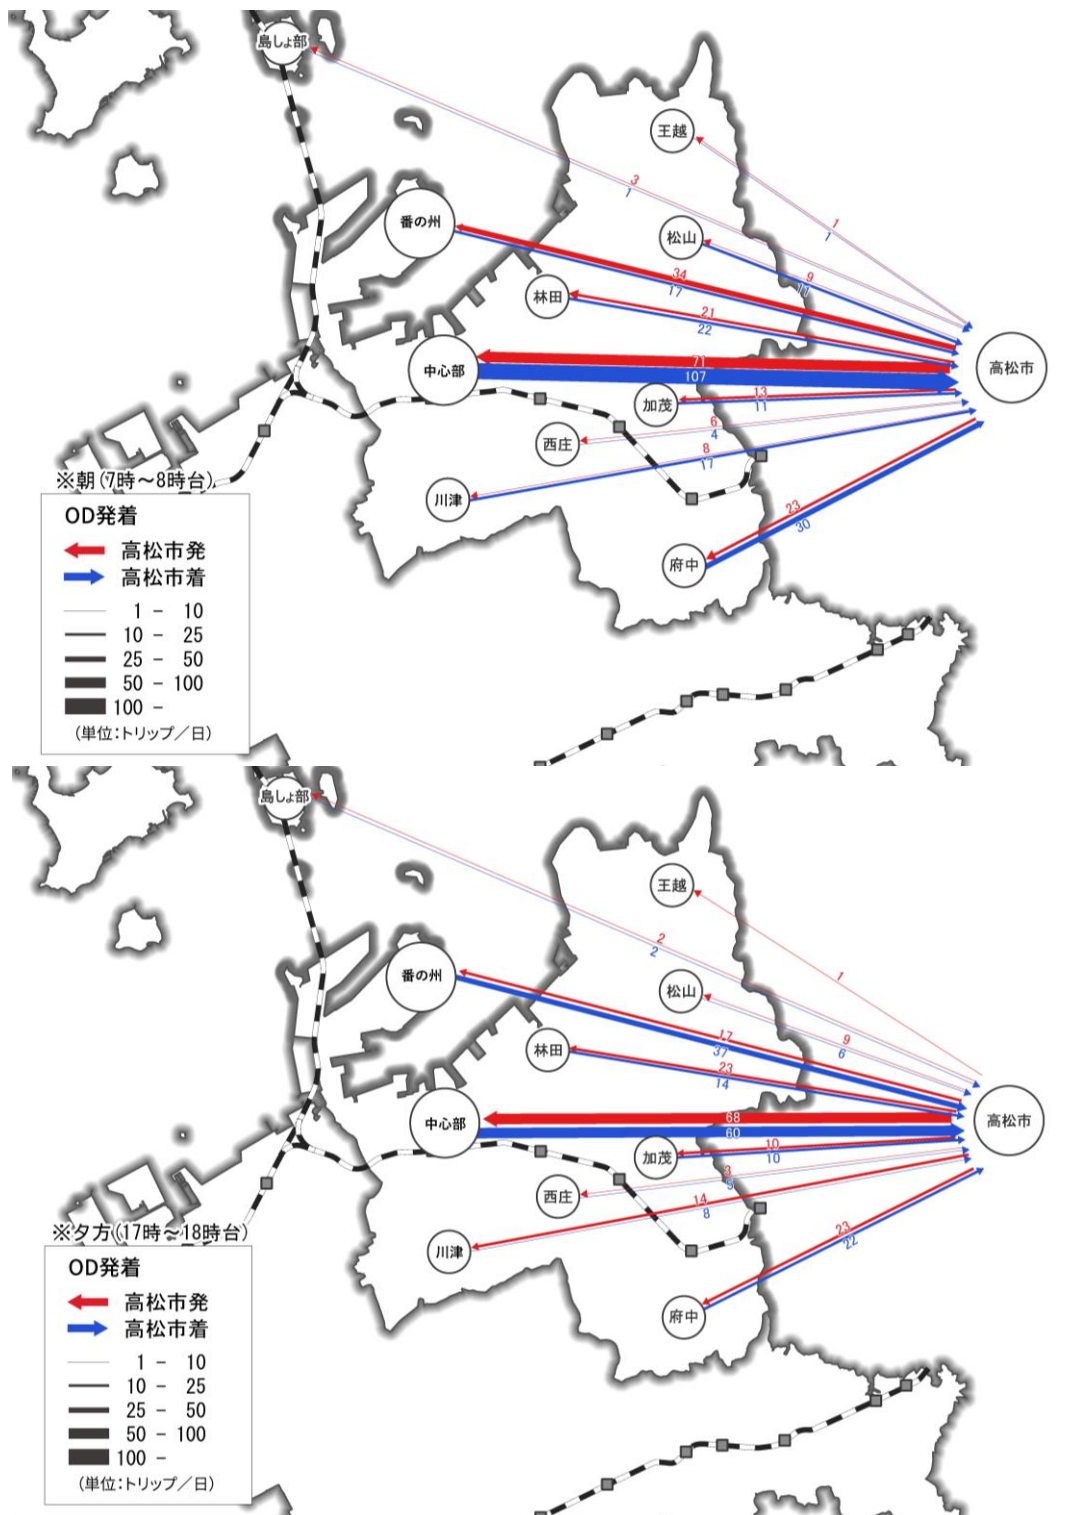 島しょ部
王越
3
1
番の州
松山
1
1
34
17
9
11
林田
21
22
高松市
71
107
中心部
加茂
13
11
西庄
6
4
8
17
川津
※朝(7時～8時台)
23
30
府中
OD発着
高松市発
高松市着
1 - 10
10 - 25
25 - 50
50 - 100
100 -
(単位:トリップ／日)
島しょ部
王越
2
2
番の州
松山
1
17
37
9
6
林田
23
14
高松市
68
60
中心部
加茂
10
10
西庄
3
5
14
8
川津
※夕方(17時～18時台)
23
22
府中
OD発着
高松市発
高松市着
1 - 10
10 - 25
25 - 50
50 - 100
100 -
(単位:トリップ／日)